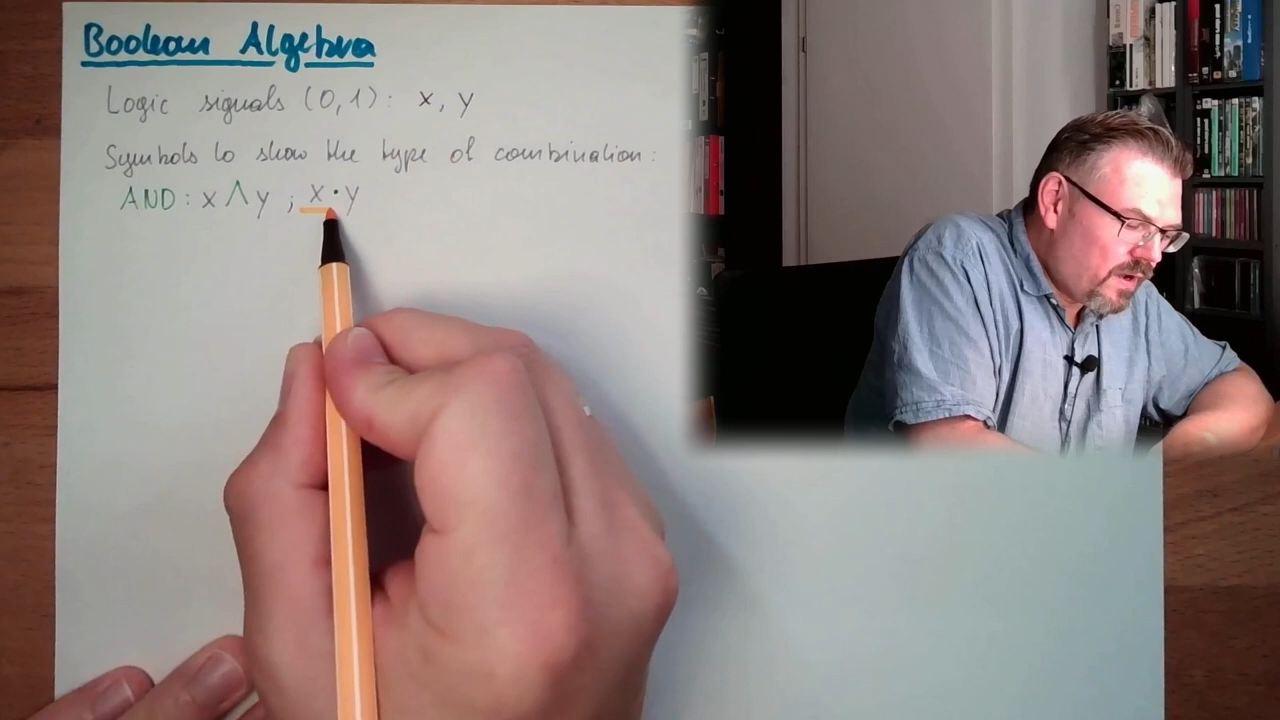 Boolean Algebra
Logic signals (0,1): x, y
Symbols to show the type of combination:
AND: x ∧ y ; x · y